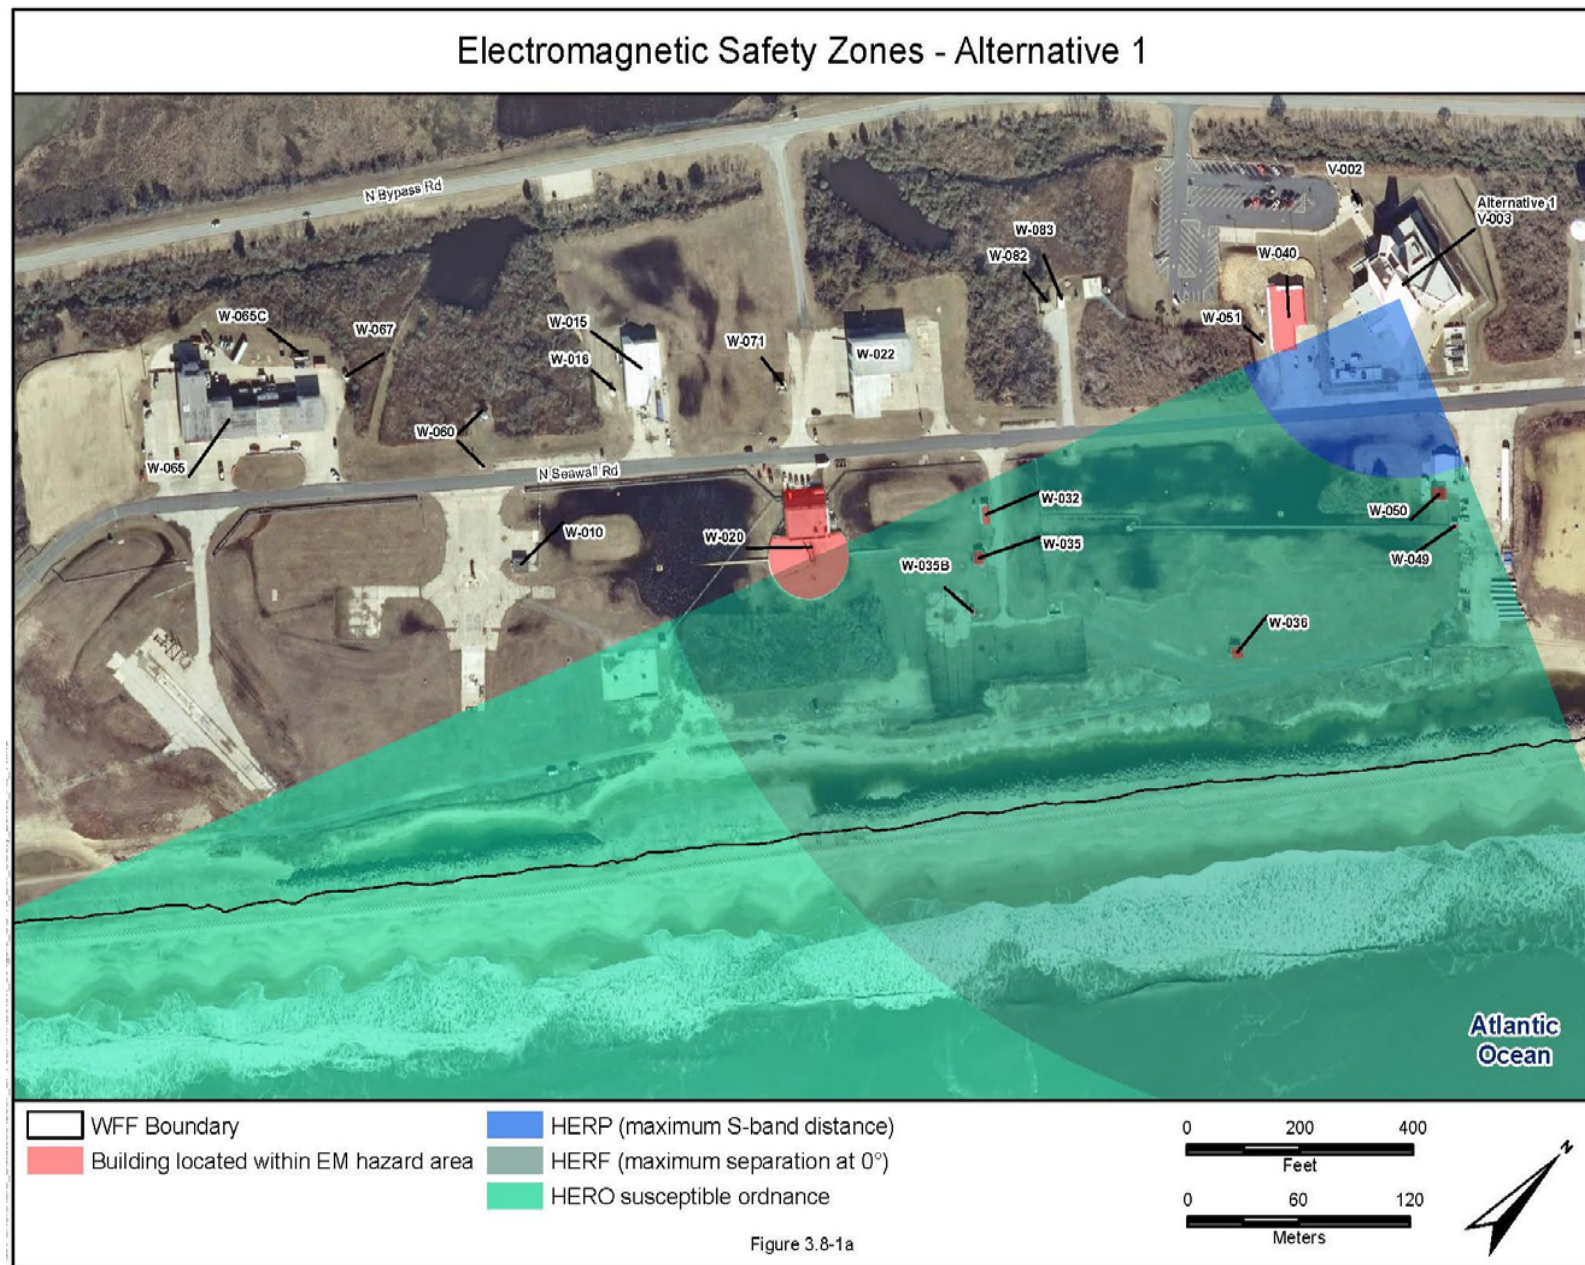 Electromagnetic Safety Zones - Alternative 1
N Bypass Rd
V-002
Alternative 1
V-003
W-083
W-082
W-040
W-065C
W-067
W-015
W-016
W-071
W-022
W-051
W-060
W-065
N Seawall Rd
W-010
W-020
W-032
W-035
W-035B
W-050
W-049
W-036
Atlantic
Ocean
WFF Boundary
Building located within EM hazard area
HERP (maximum S-band distance)
HERF (maximum separation at 0°)
HERO susceptible ordnance
0 200 400
Feet
0 60 120
Meters
N
Figure 3.8-1a